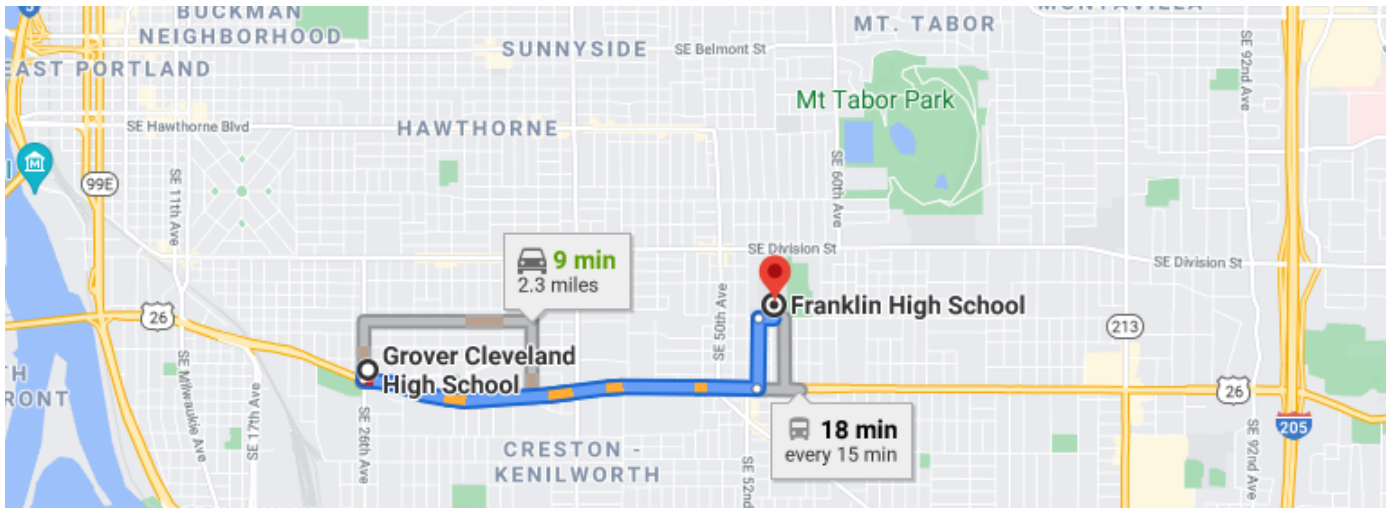 5
BUCKMAN
NEIGHBORHOOD
EAST PORTLAND
SUNNYSIDE
SE Belmont St
MT. TABOR
SE 92nd Ave
Mt Tabor Park
SE Hawthorne Blvd
HAWTHORNE
M
99E
SE 11th Ave
SE 60th Ave
9 min
2.3 miles
SE Division St
SE Division St
26
SE 50th Ave
Franklin High School
213
Grover Cleveland
High School
SE Milwaukie Ave
SE 17th Ave
SE 26th Ave
26
205
18 min
every 15 min
CRESTON -
KENILWORTH
SE 52nd
SE 92nd Ave